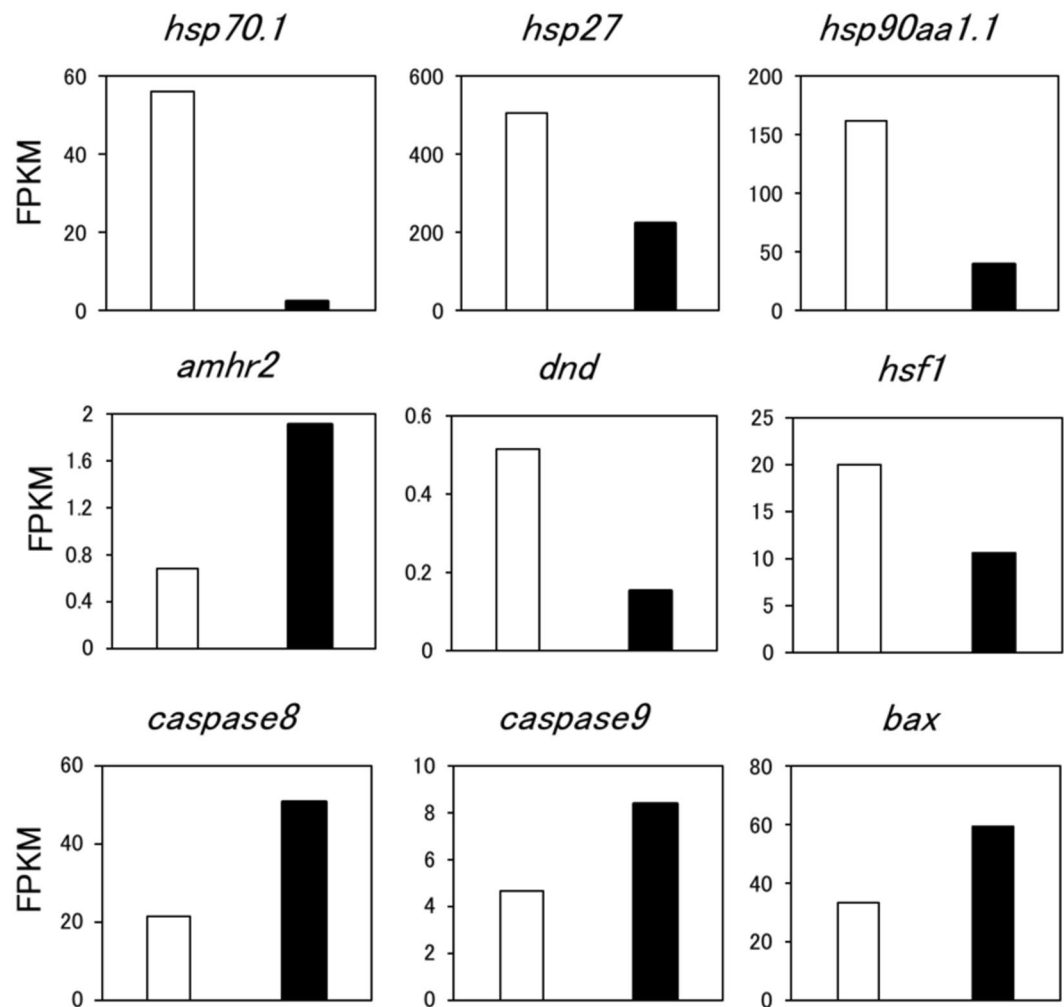 hsp70.1 hsp27 hsp90aa1.1
60 600 200
40 400 150
20 200 100
0 0 50
0
FPKM
amhr2 dnd hsf1
2 0.6 25
1.6 0.4 20
1.2 0.2 15
0.8 0 10
0.4 5
0 0
FPKM
caspase8 caspase9 bax
60 10 80
40 8 60
20 6 40
0 4 20
2 0
0
FPKM